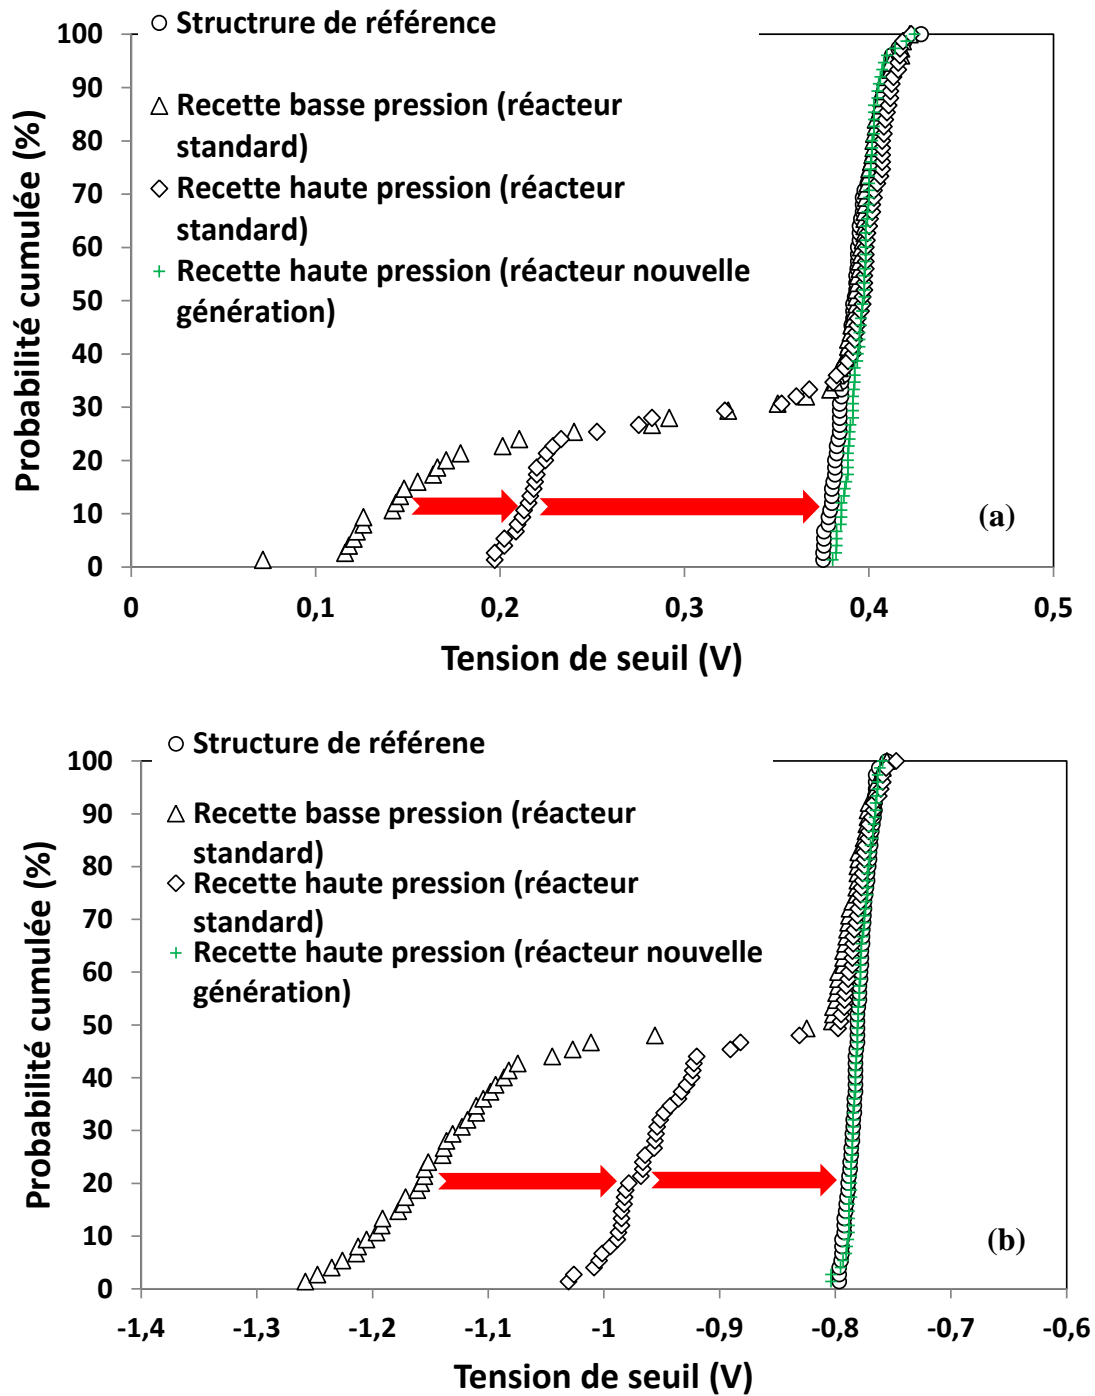 Structrure de référence
Recette basse pression (réacteur
standard)
Recette haute pression (réacteur
standard)
Recette haute pression (réacteur nouvelle
génération)
Probabilité cumulée (%)
100
90
80
70
60
50
40
30
20
10
0
(a)
0 0,1 0,2 0,3 0,4 0,5
Tension de seuil (V)
Structure de référene
Recette basse pression (réacteur
standard)
Recette haute pression (réacteur
standard)
Recette haute pression (réacteur nouvelle
génération)
Probabilité cumulée (%)
100
90
80
70
60
50
40
30
20
10
0
(b)
-1,4 -1,3 -1,2 -1,1 -1 -0,9 -0,8 -0,7 -0,6
Tension de seuil (V)